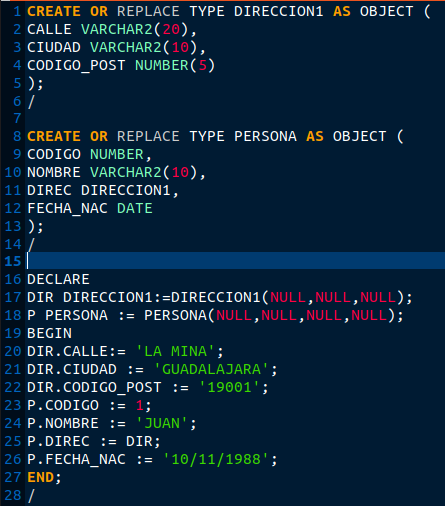 1 CREATE OR REPLACE TYPE DIRECCION1 AS OBJECT (
2 CALLE VARCHAR2(20),
3 CIUDAD VARCHAR2(10),
4 CODIGO_POST NUMBER(5)
5 );
6 /
7
8 CREATE OR REPLACE TYPE PERSONA AS OBJECT (
9 CODIGO NUMBER,
10 NOMBRE VARCHAR2(10),
11 DIREC DIRECCION1,
12 FECHA_NAC DATE
13 );
14 /
15
16 DECLARE
17 DIR DIRECCION1:=DIRECCION1(NULL,NULL,NULL);
18 P PERSONA := PERSONA(NULL,NULL,NULL,NULL);
19 BEGIN
20 DIR.CALLE:= 'LA MINA';
21 DIR.CIUDAD := 'GUADALAJARA';
22 DIR.CODIGO_POST := '19001';
23 P.CODIGO := 1;
24 P.NOMBRE := 'JUAN';
25 P.DIREC := DIR;
26 P.FECHA_NAC := '10/11/1988';
27 END;
28 /